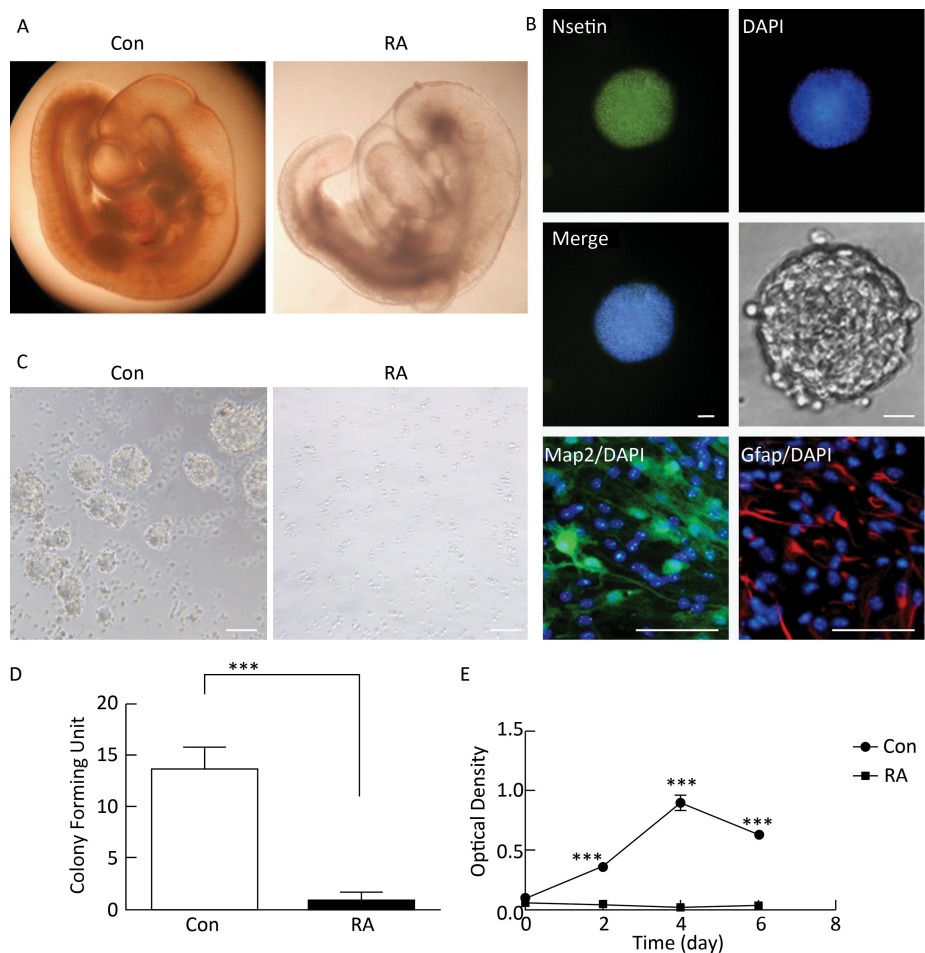 A
Con
RA
B
Nsetin
DAPI
Merge
Map2/DAPI
Gfap/DAPI
C
Con
RA
D
***
Colony Forming Unit
20
15
10
5
0
Con
RA
E
Optical Density
1.5
1.0
0.5
0.0
***
***
***
Con
RA
0
2
4
6
8
Time (day)